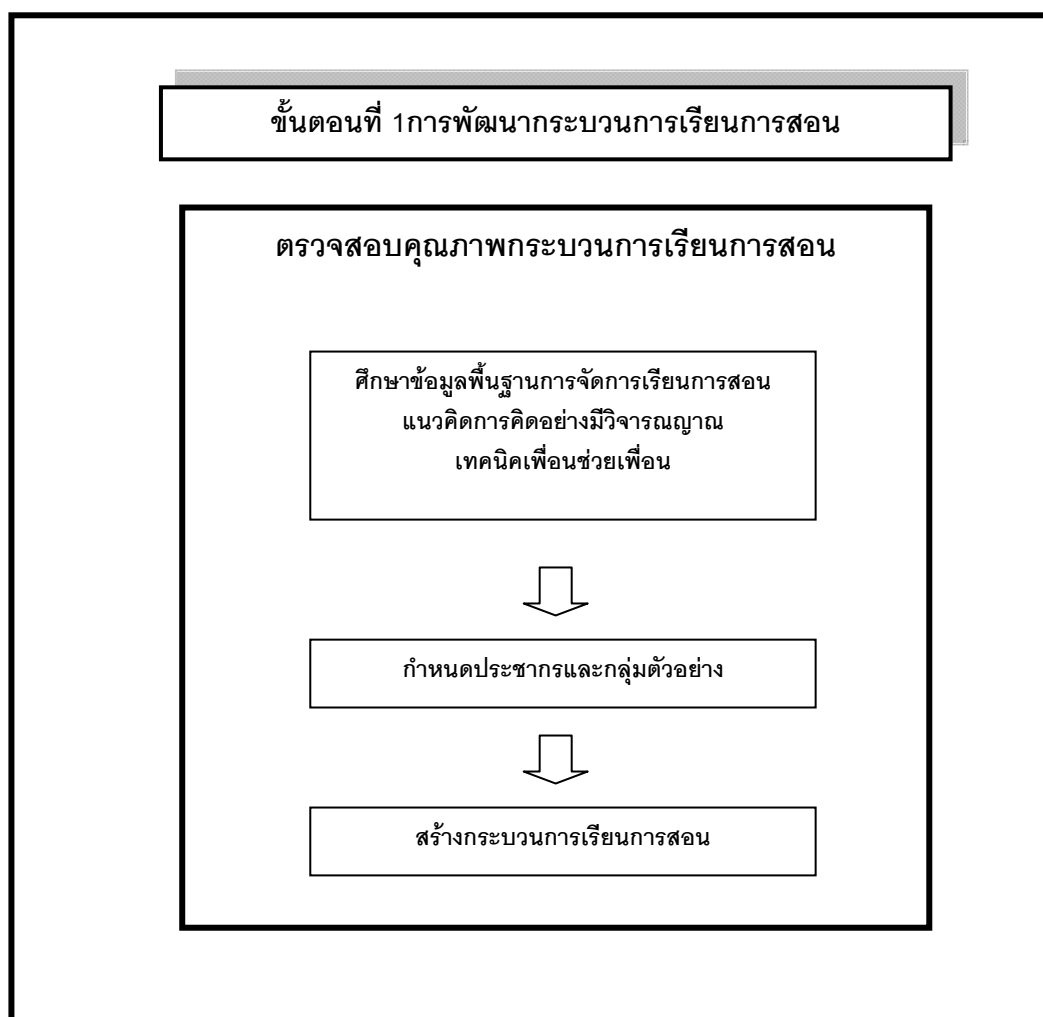 ขั้นตอนที่ 1การพัฒนากระบวนการเรียนการสอน
ตรวจสอบคุณภาพกระบวนการเรียนการสอน
ศึกษาข้อมูลพื้นฐานการจัดการเรียนการสอน
แนวคิดการคิดอย่างมีวิจารณญาณ
เทคนิคเพื่อนช่วยเพื่อน
กำหนดประชากรและกลุ่มตัวอย่าง
สร้างกระบวนการเรียนการสอน